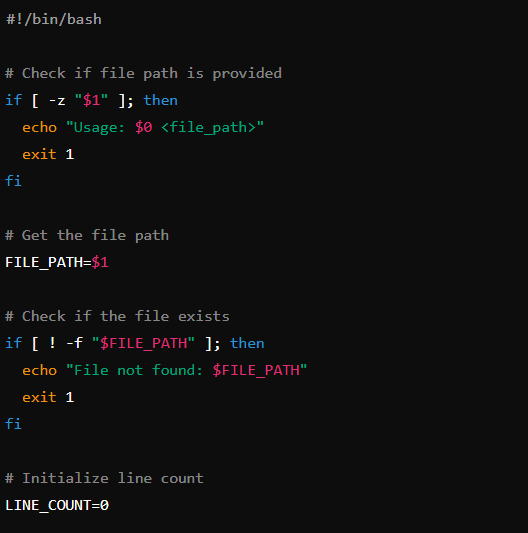 #!/bin/bash

# Check if file path is provided
if [ -z "$1" ]; then
  echo "Usage: $0 <file_path>"
  exit 1
fi

# Get the file path
FILE_PATH=$1

# Check if the file exists
if [ ! -f "$FILE_PATH" ]; then
  echo "File not found: $FILE_PATH"
  exit 1
fi

# Initialize line count
LINE_COUNT=0